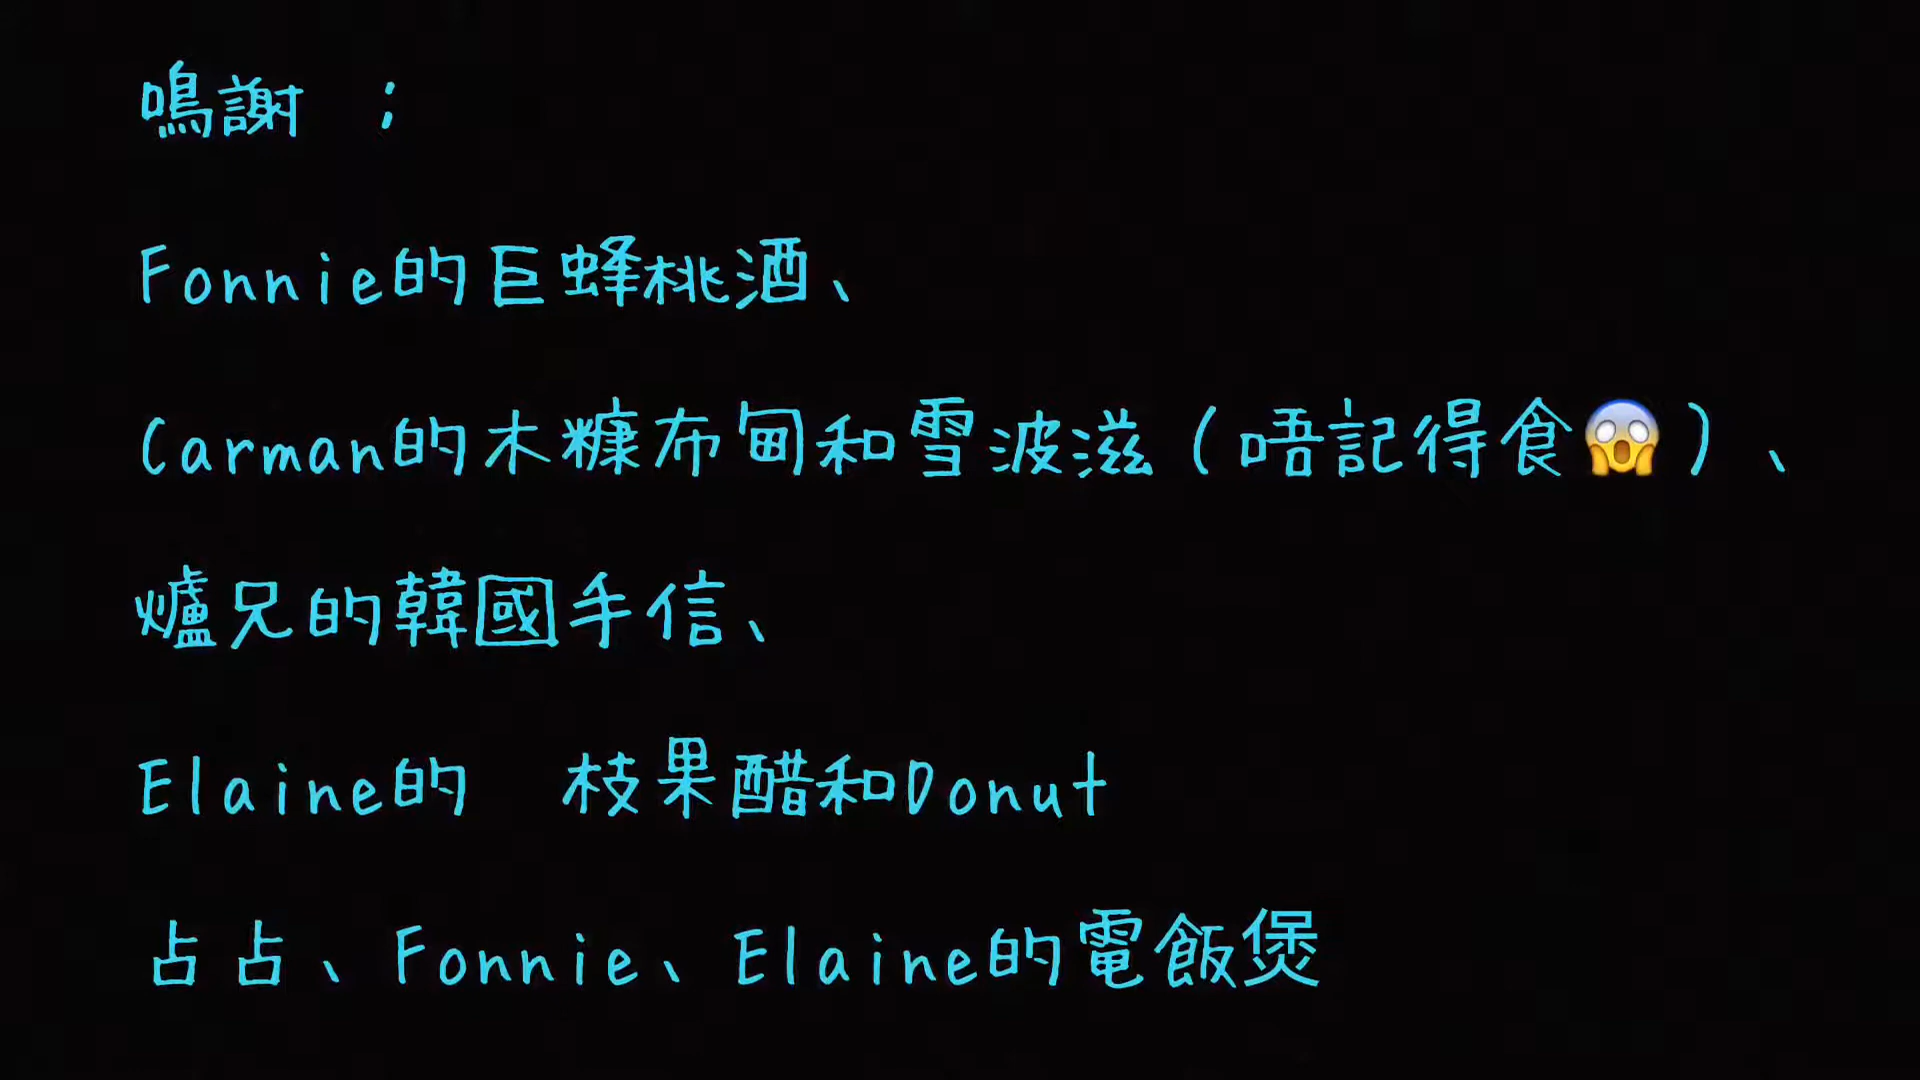 鳴謝 ：
Fonnie的巨蜂桃酒、
Carman的木糠布甸和雪波滋（唔記得食😱）、
爐兄的韓國手信、
Elaine的 枝果醋和Donut
占占、Fonnie、Elaine的電飯煲